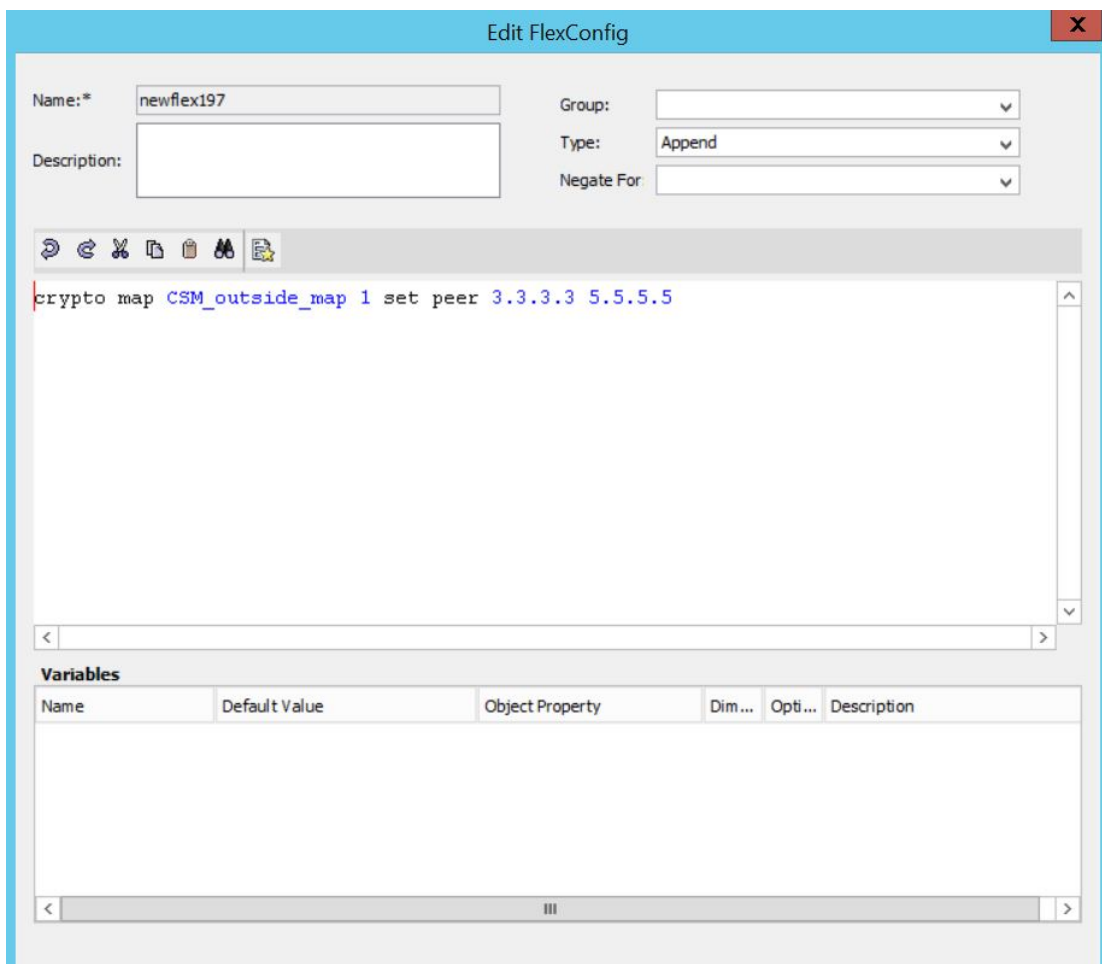 Edit FlexConfig
X
Name:* newflex197
Group:
Description:
Type: Append
Negate For
crypto map CSM_outside_map 1 set peer 3.3.3.3 5.5.5.5
Variables
Name Default Value Object Property Dim... Opti... Description